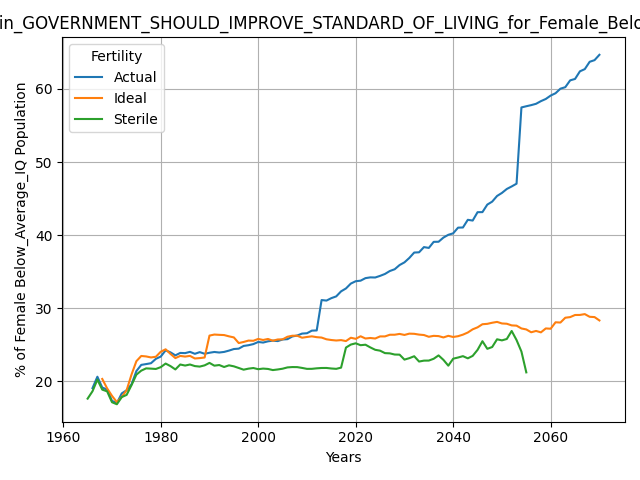 in_GOVERNMENT_SHOULD_IMPROVE_STANDARD_OF_LIVING_for_Female_Belo
Fertility
Actual
Ideal
Sterile
% of Female Below_Average_IQ Population
60
50
40
30
20
1960 1980 2000 2020 2040 2060
Years